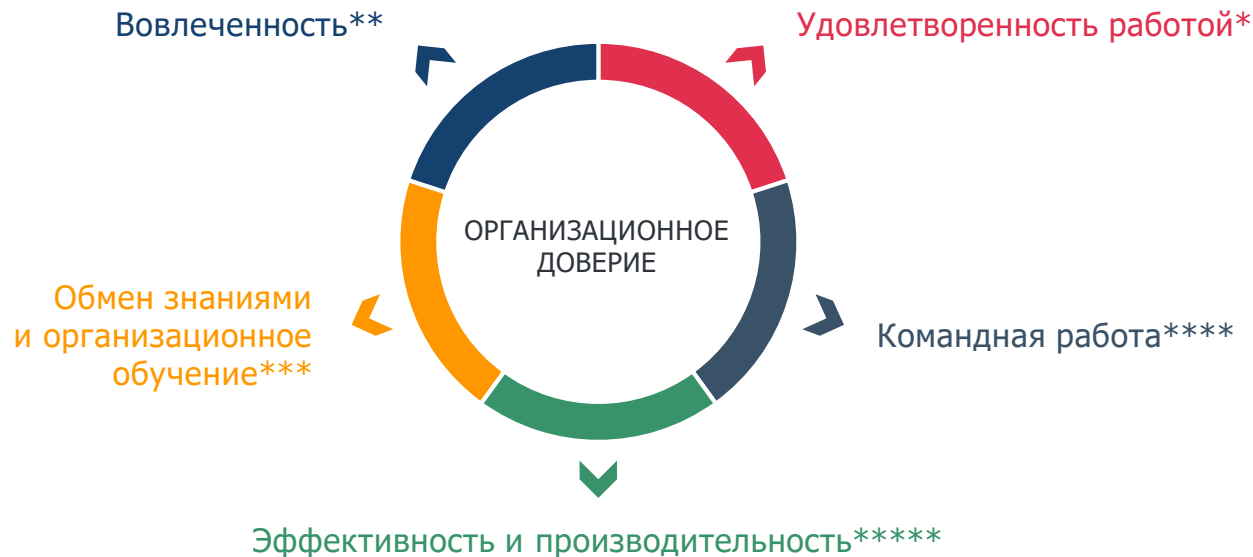 Вовлеченность**
Удовлетворенность работой*
ОРГАНИЗАЦИОННОЕ
ДОВЕРИЕ
Обмен знаниями
и организационное
обучение***
Командная работа****
Эффективность и производительность*****